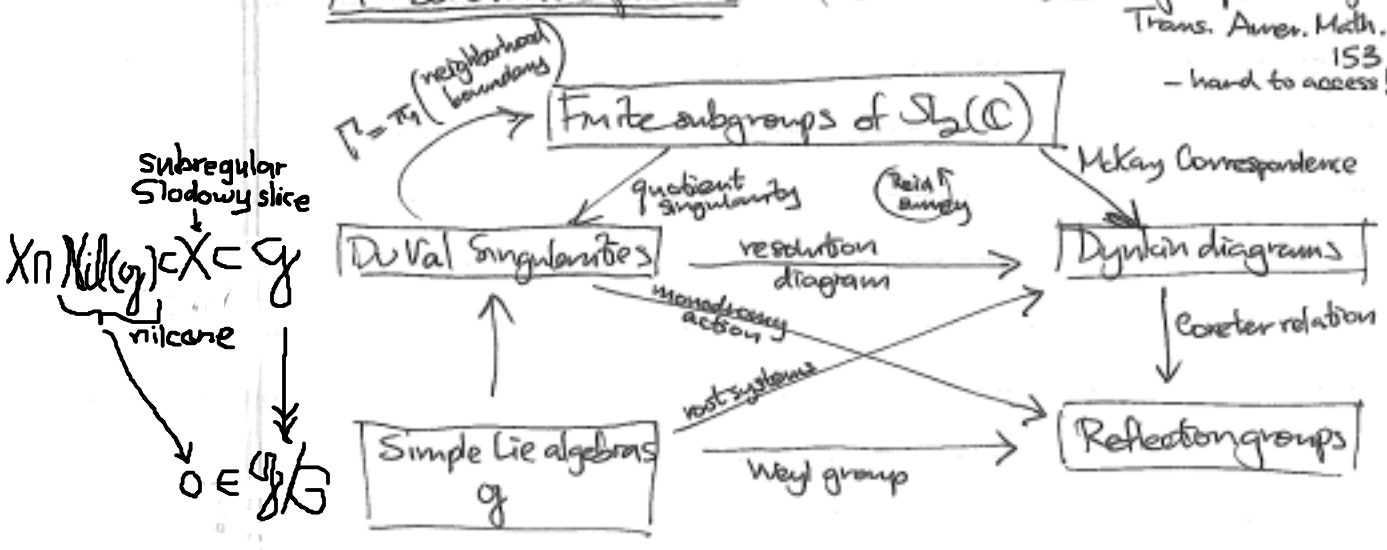 Trans. Amer. Math.
153
– hard to access!
Γ = π₁ (neighborhood
boundary)
Finite subgroups of SL₂(ℂ)
McKay Correspondence
quotient
singularity
Reid
survey
subregular
Slodowy slice
X∩Nil(g)⊂X⊂g
nilcone
DuVal Singularities
resolution
diagram
Dynkin diagrams
monodromy
action
Coxeter relation
root systems
Simple Lie algebras
g
Weyl group
Reflection groups
0 ∈ g/G